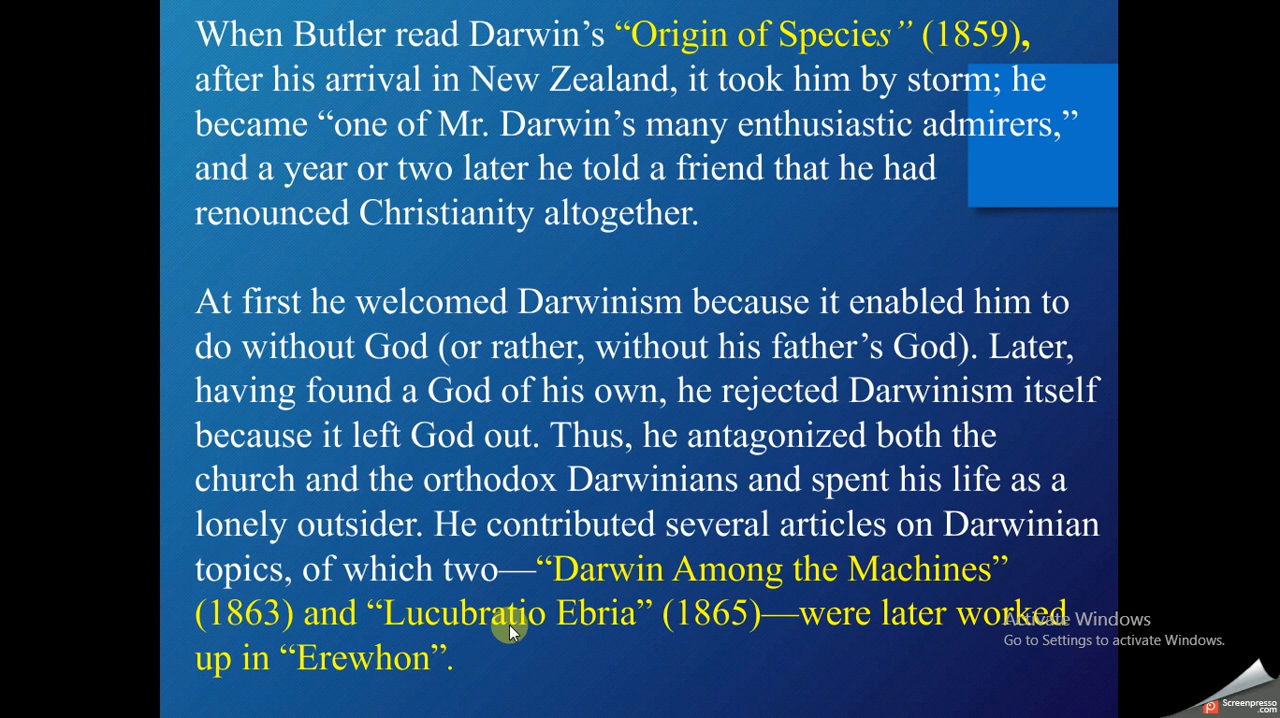 When Butler read Darwin’s “Origin of Species” (1859),
after his arrival in New Zealand, it took him by storm; he
became “one of Mr. Darwin’s many enthusiastic admirers,”
and a year or two later he told a friend that he had
renounced Christianity altogether.
At first he welcomed Darwinism because it enabled him to
do without God (or rather, without his father’s God). Later,
having found a God of his own, he rejected Darwinism itself
because it left God out. Thus, he antagonized both the
church and the orthodox Darwinians and spent his life as a
lonely outsider. He contributed several articles on Darwinian
topics, of which two—“Darwin Among the Machines”
(1863) and “Lucubratio Ebria” (1865)—were later worked
up in “Erewhon”.
Activate Windows
Go to Settings to activate Windows.
Screenpresso
.com